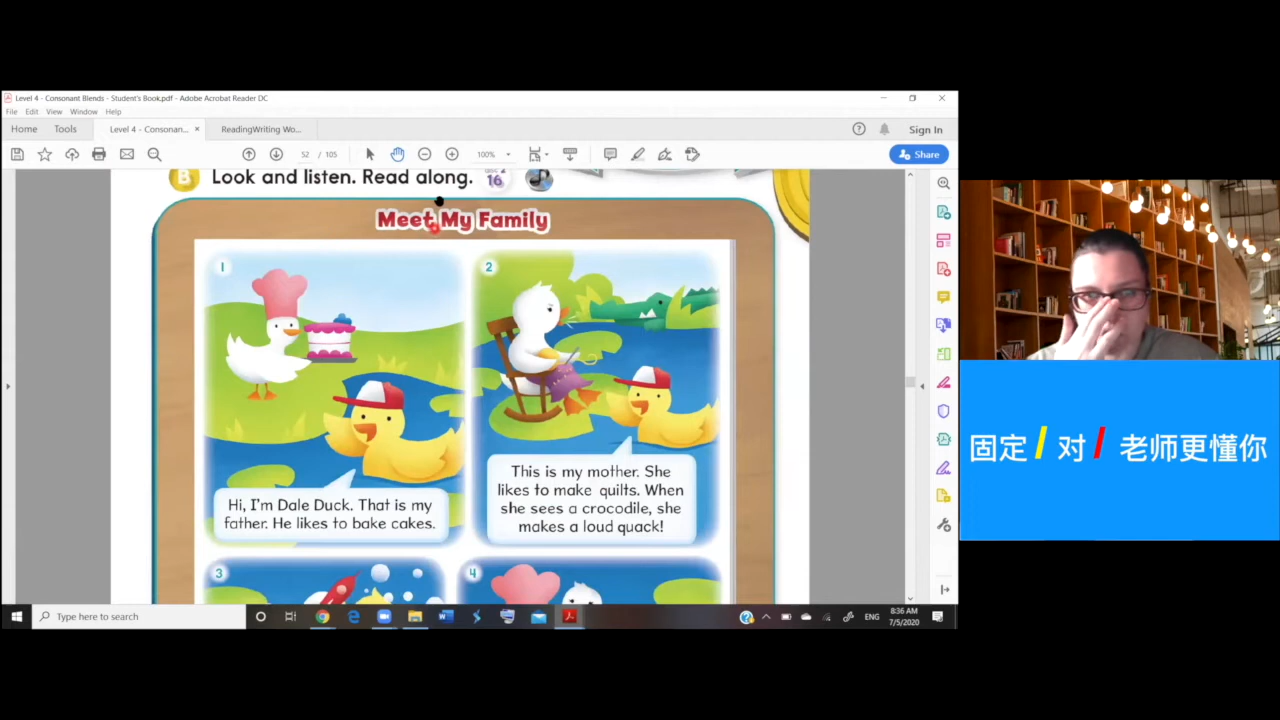 Level 4 - Consonant Blends - Student's Book.pdf - Adobe Acrobat Reader DC
File Edit View Window Help
Home Tools Level 4 - Consonan... × ReadingWriting Wo... Sign In
52 / 105 100% Share
B Look and listen. Read along. 16
Meet My Family
1
2
Hi, I'm Dale Duck. That is my
father. He likes to bake cakes.
This is my mother. She
likes to make quilts. When
she sees a crocodile, she
makes a loud quack!
3
4
固定/对/老师更懂你
Type here to search
ENG
8:36 AM
7/5/2020